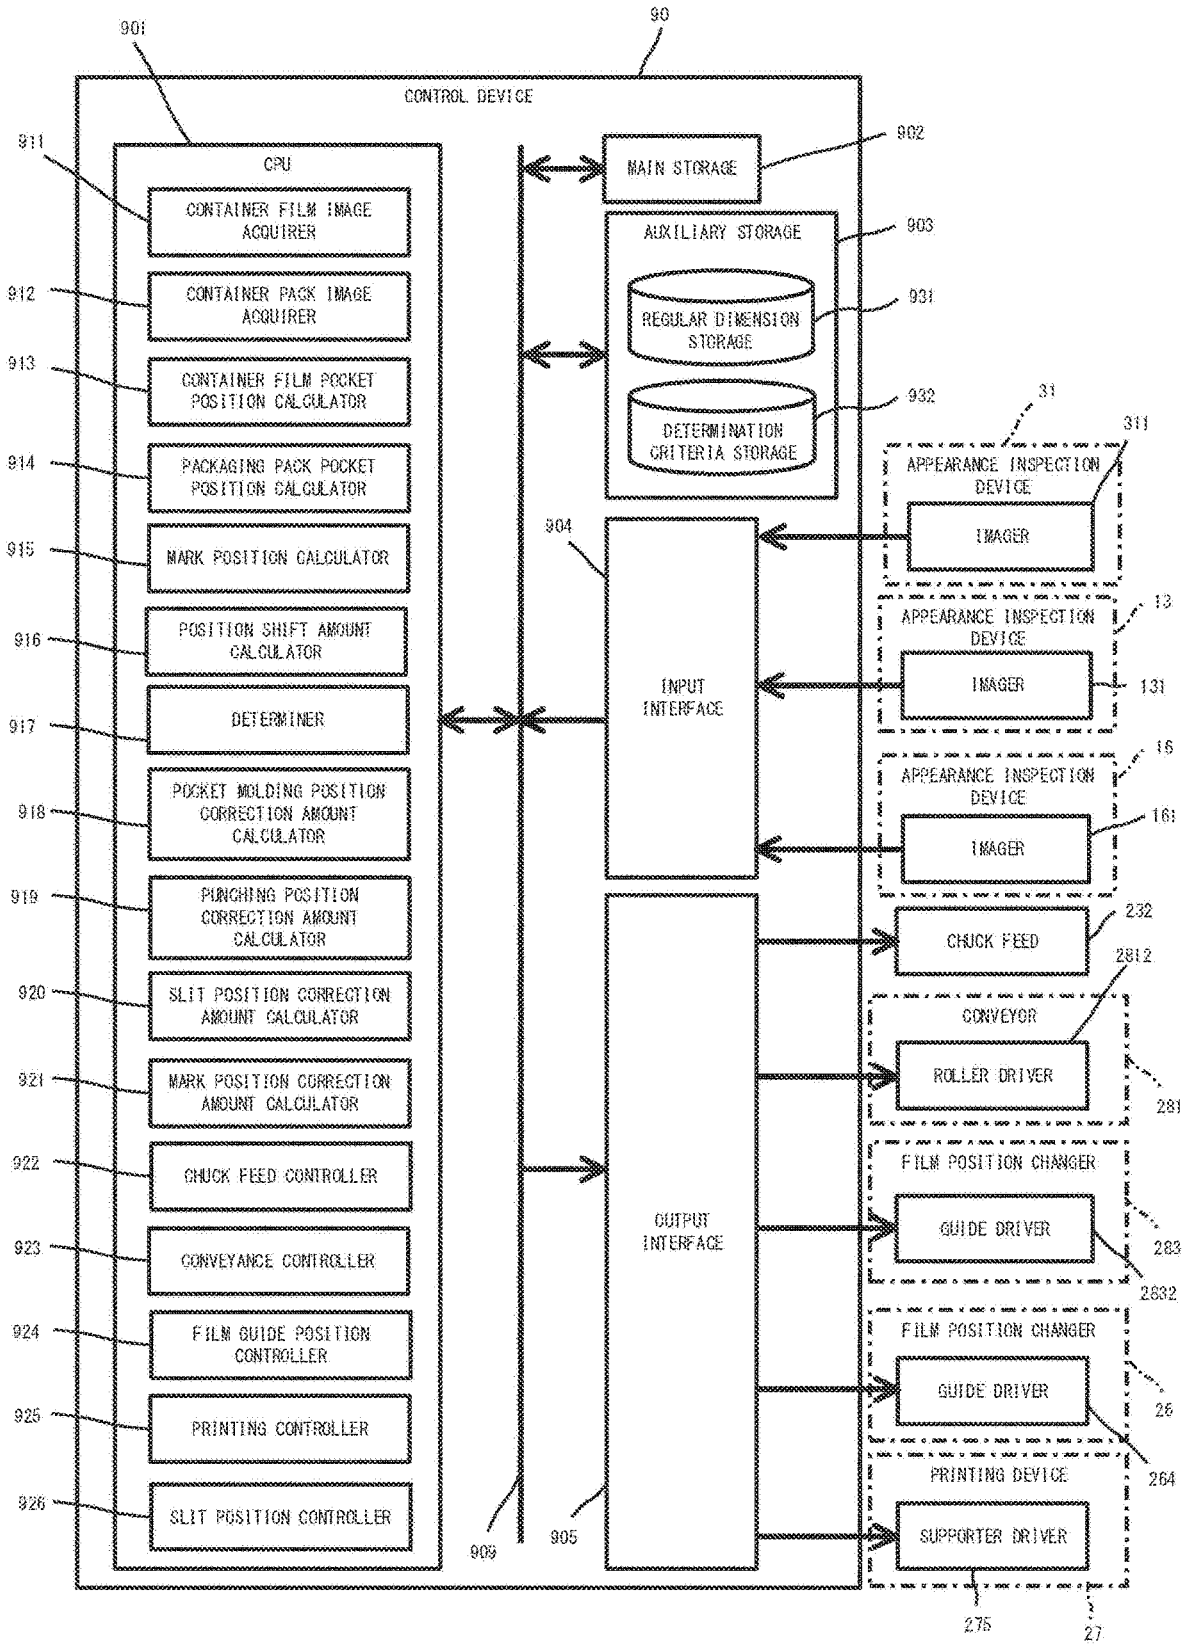 90
901
CONTROL DEVICE
911
CPU
CONTAINER FILM IMAGE
ACQUIRER
912
CONTAINER PACK IMAGE
ACQUIRER
913
CONTAINER FILM POCKET
POSITION CALCULATOR
914
PACKAGING PACK POCKET
POSITION CALCULATOR
915
MARK POSITION CALCULATOR
916
POSITION SHIFT AMOUNT
CALCULATOR
917
DETERMINER
918
POCKET MOLDING POSITION
CORRECTION AMOUNT
CALCULATOR
919
PUNCHING POSITION
CORRECTION AMOUNT
CALCULATOR
920
SLIT POSITION CORRECTION
AMOUNT CALCULATOR
921
MARK POSITION CORRECTION
AMOUNT CALCULATOR
922
CHUCK FEED CONTROLLER
923
CONVEYANCE CONTROLLER
924
FILM GUIDE POSITION
CONTROLLER
925
PRINTING CONTROLLER
926
SLIT POSITION CONTROLLER
909
902
MAIN STORAGE
903
AUXILIARY STORAGE
931
REGULAR DIMENSION
STORAGE
932
DETERMINATION
CRITERIA STORAGE
904
INPUT
INTERFACE
905
OUTPUT
INTERFACE
31
311
APPEARANCE INSPECTION
DEVICE
IMAGER
13
APPEARANCE INSPECTION
DEVICE
IMAGER
131
16
APPEARANCE INSPECTION
DEVICE
161
IMAGER
232
CHUCK FEED
2812
CONVEYOR
ROLLER DRIVER
281
FILM POSITION CHANGER
GUIDE DRIVER
283
2832
FILM POSITION CHANGER
GUIDE DRIVER
26
264
PRINTING DEVICE
SUPPORTER DRIVER
275
27